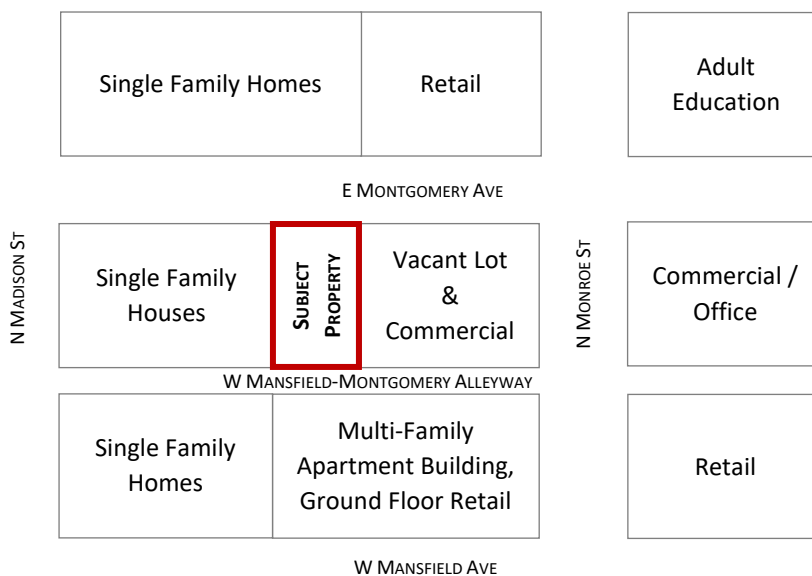 Single Family Homes
Retail
Adult
Education
E MONTGOMERY AVE
N MADISON ST
Single Family
Houses
SUBJECT
PROPERTY
Vacant Lot
&
Commercial
N MONROE ST
Commercial /
Office
W MANSFIELD-MONTGOMERY ALLEYWAY
Single Family
Homes
Multi-Family
Apartment Building,
Ground Floor Retail
Retail
W MANSFIELD AVE